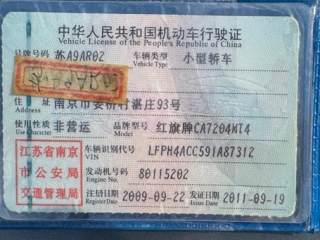 中华人民共和国机动车行驶证
Vehicle License of the People's Republic of China
号牌号码 苏A9AR02 车辆类型 小型轿车
Plate No. Vehicle Type
住 址 南京市安桥村湛庄93号
Address
使用性质 非营运 品牌型号 红旗牌CA7204MT4
Use Character Model
江苏省南京市公安局交通管理局
车辆识别代号 LFPH4ACC591A87312
VIN
发动机号码 80115202
Engine No.
注册日期 2009-09-22 发证日期 2011-09-19
Register Date Issue Date